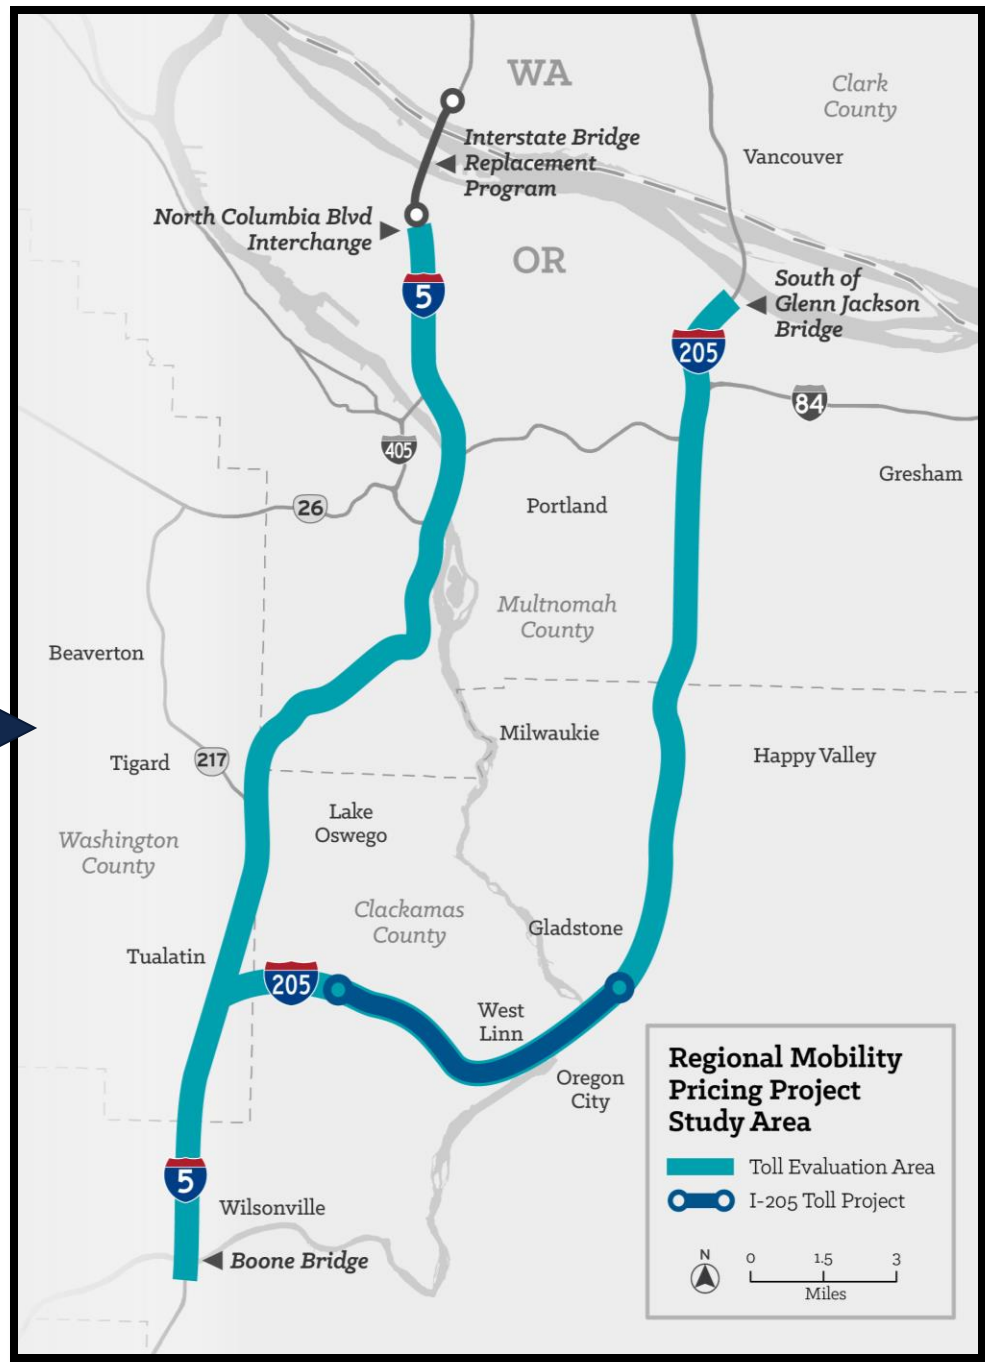 WA
Clark
County
Interstate Bridge
Replacement
Program
Vancouver
North Columbia Blvd
Interchange
OR
South of
Glenn Jackson
Bridge
5
205
84
405
Gresham
26
Portland
Multnomah
County
Beaverton
Milwaukie
Happy Valley
Tigard
217
Lake
Oswego
Washington
County
Clackamas
County
Gladstone
Tualatin
205
West
Linn
Oregon
City
5
Wilsonville
Boone Bridge
Regional Mobility
Pricing Project
Study Area
Toll Evaluation Area
I-205 Toll Project
N
0 1.5 3
Miles